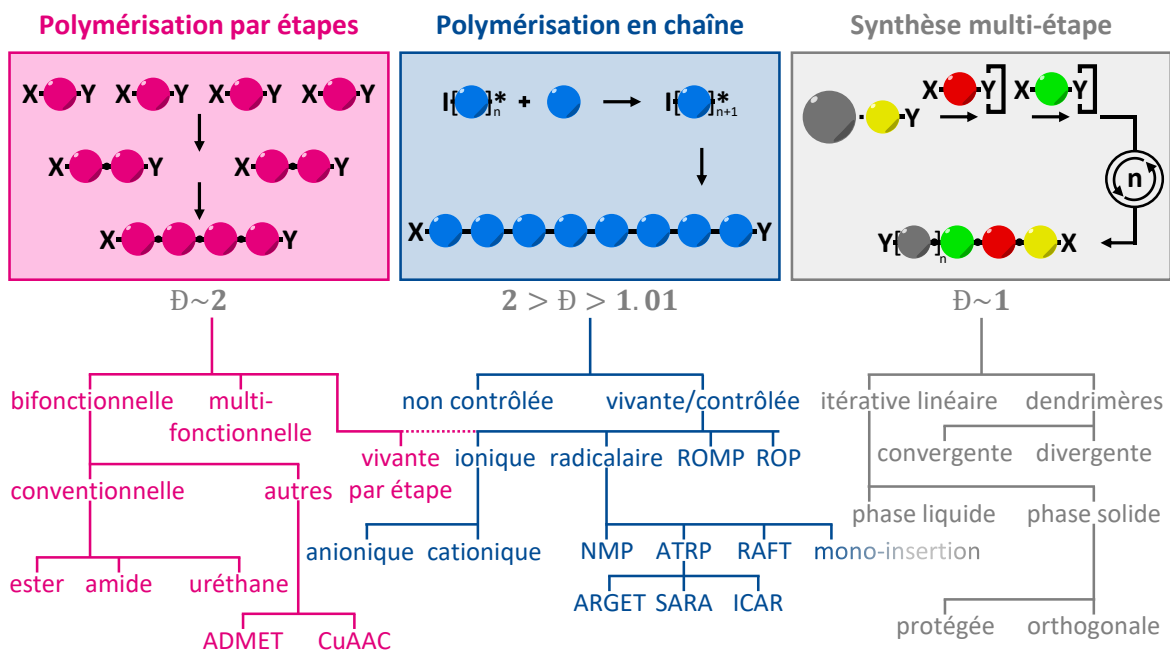 Polymérisation par étapes
Polymérisation en chaîne
Synthèse multi-étape
X Y X Y X Y X Y
X Y X Y
X Y
I[ ]*n + I[ ]*n+1
X Y
Y X Y] X Y]
n
Y[ ]n X
Đ~2
2 > Đ > 1.01
Đ~1
bifonctionnelle
multi-
fonctionnelle
vivante
par étape
conventionnelle
autres
ester
amide
uréthane
ADMET
CuAAC
non contrôlée
vivante/contrôlée
ionique
radicalaire
ROMP
ROP
anionique
cationique
NMP
ATRP
RAFT
mono-insertion
ARGET
SARA
ICAR
itérative linéaire
dendrimères
convergente
divergente
phase liquide
phase solide
protégée
orthogonale